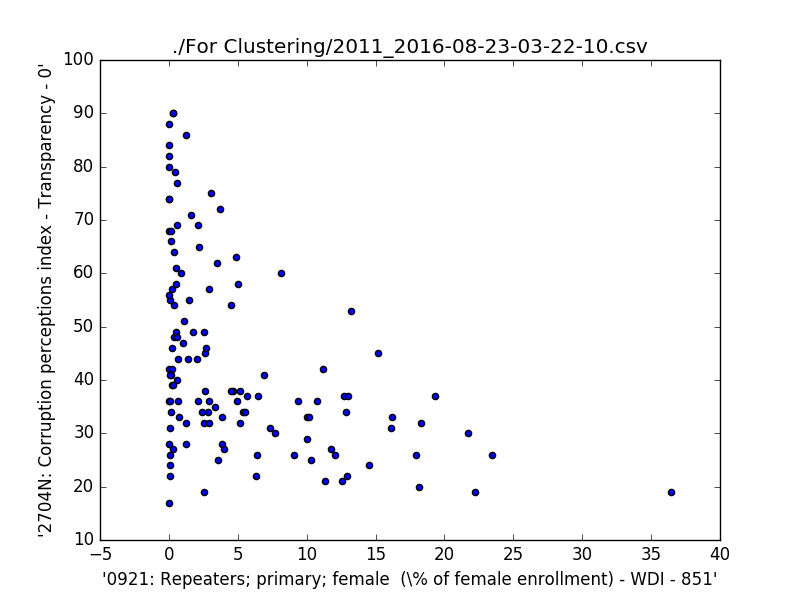 ./For Clustering/2011_2016-08-23-03-22-10.csv
100
90
80
70
60
50
40
30
20
10
'2704N: Corruption perceptions index - Transparency - 0'
−5 0 5 10 15 20 25 30 35 40
'0921: Repeaters; primary; female  (\% of female enrollment) - WDI - 851'